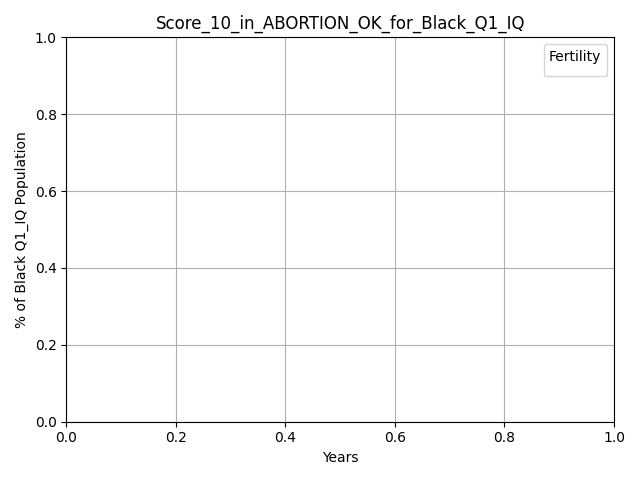 Score_10_in_ABORTION_OK_for_Black_Q1_IQ
Fertility
% of Black Q1_IQ Population
1.0
0.8
0.6
0.4
0.2
0.0
0.0 0.2 0.4 0.6 0.8 1.0
Years